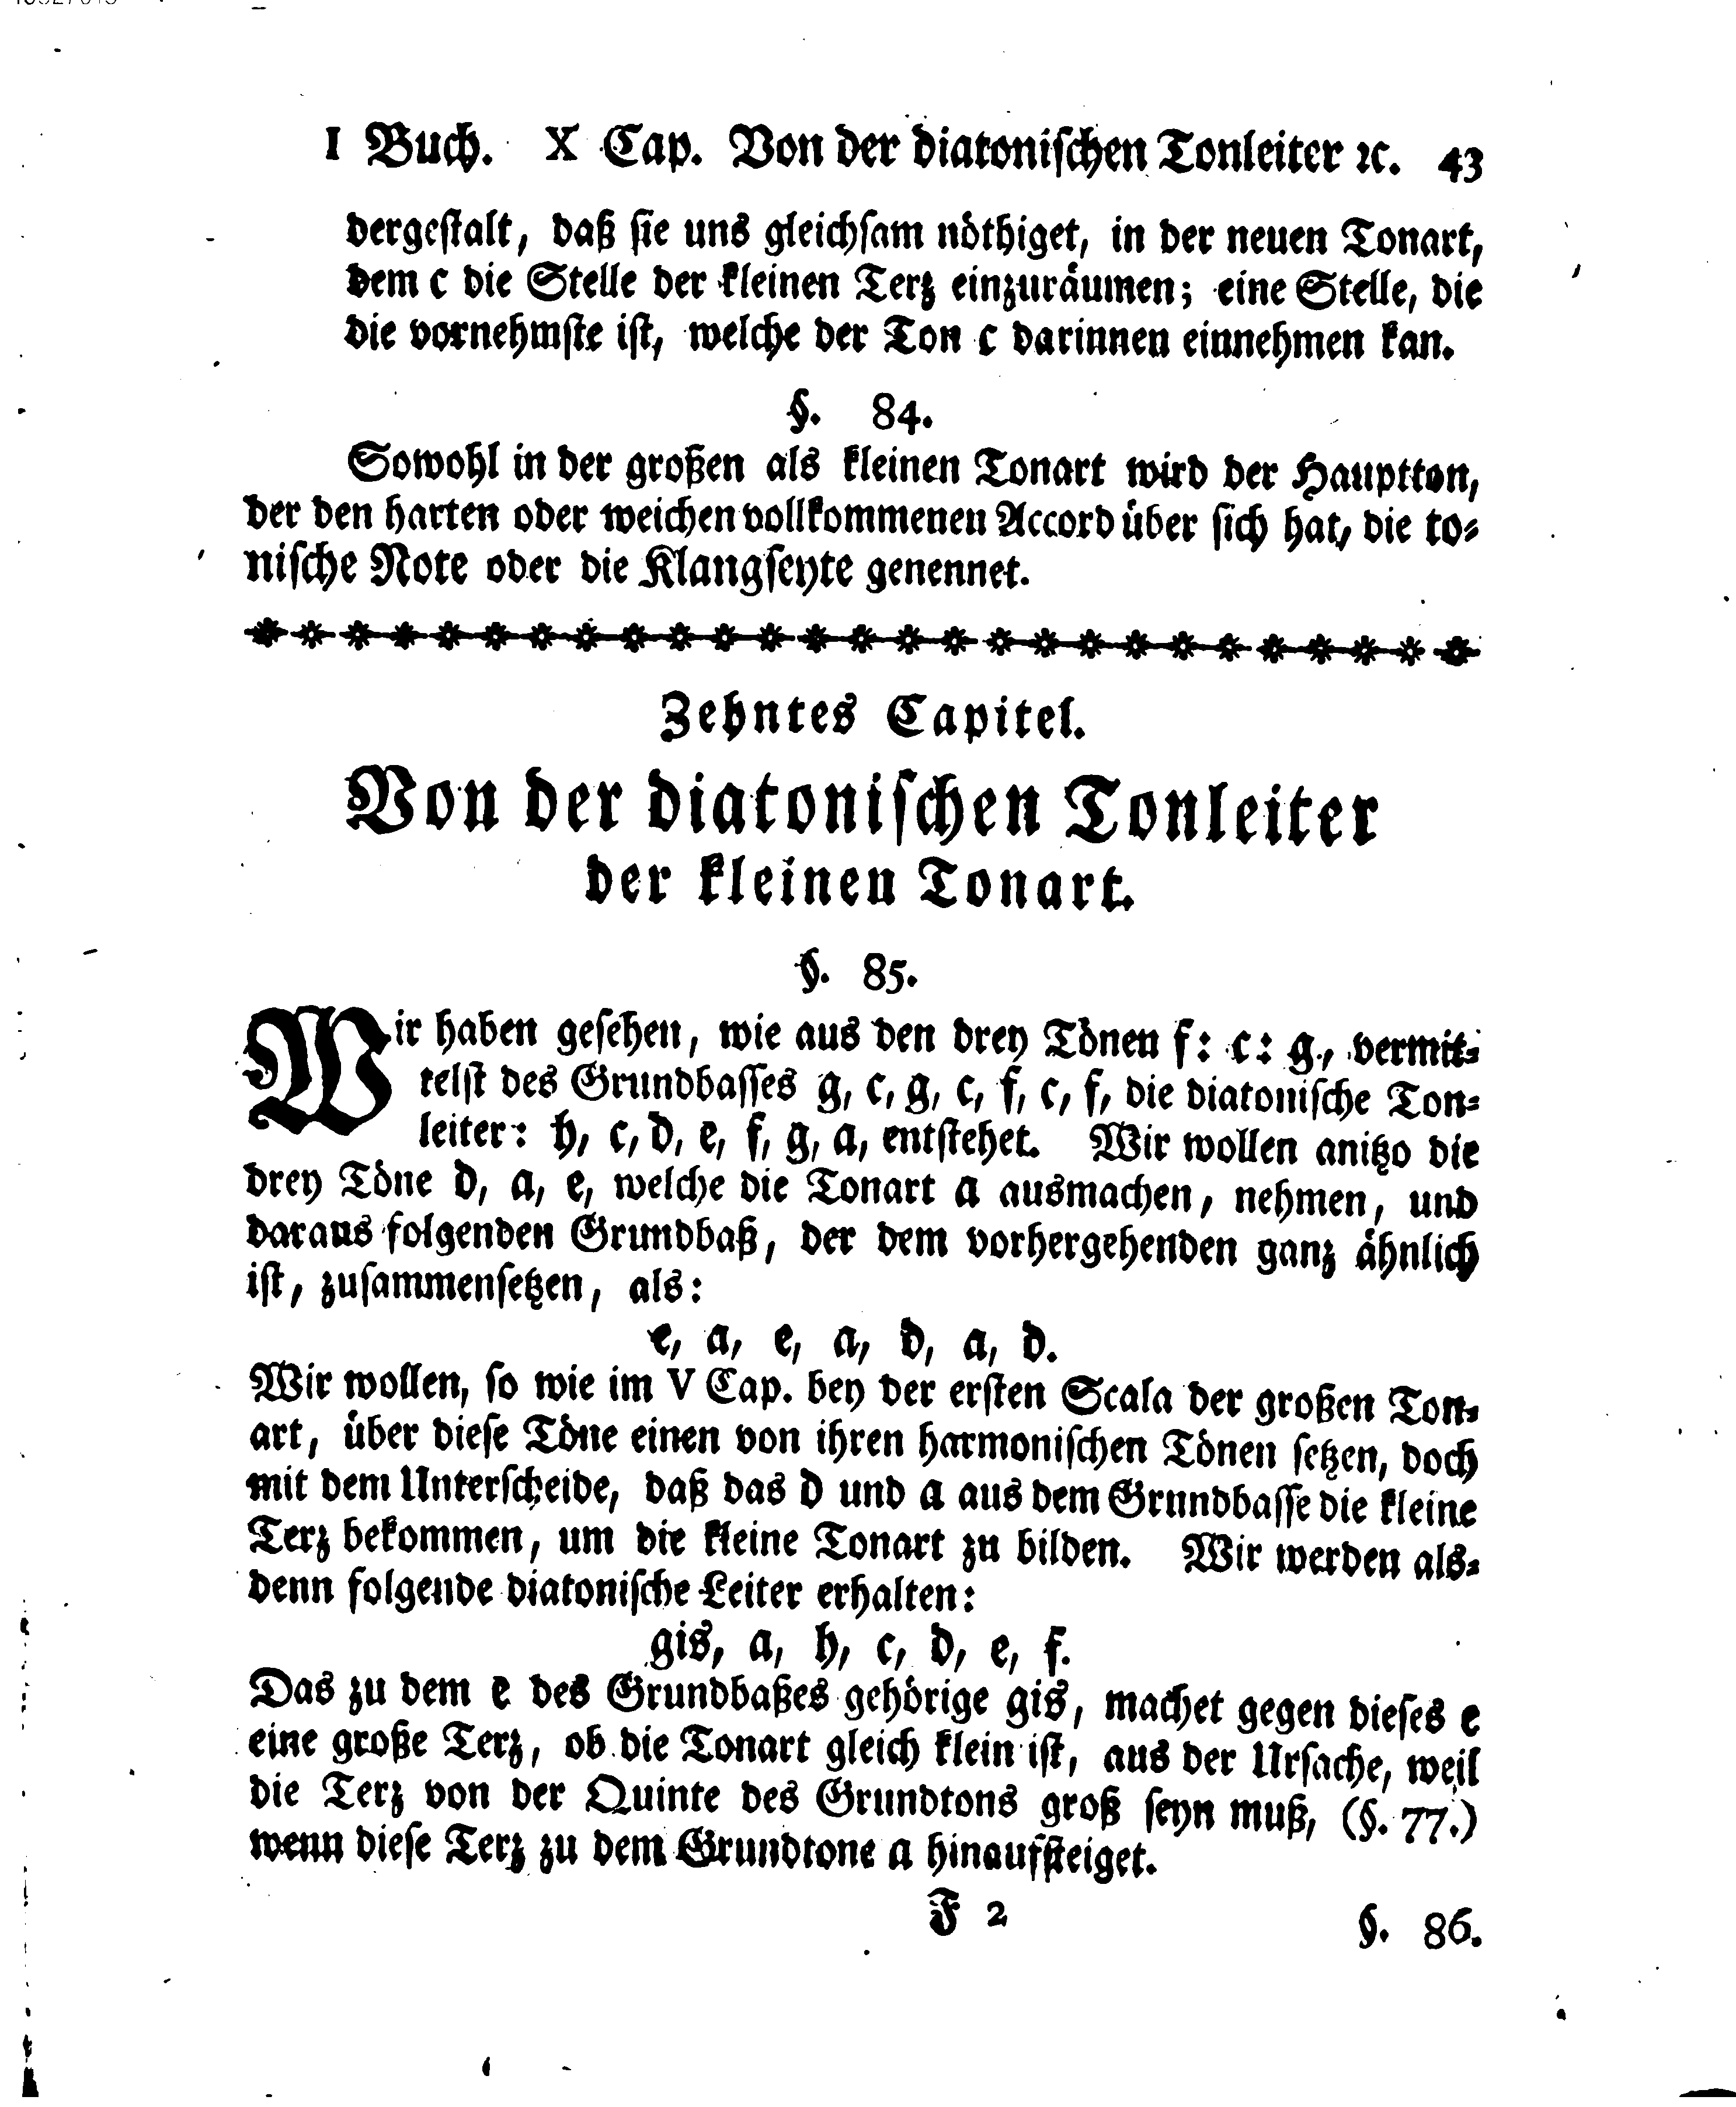 I Buch. X Cap. Von der diatonischen Tonleiter ꝛc. 43
dergestalt, daß sie uns gleichsam nöthiget, in der neuen Tonart,
dem c die Stelle der kleinen Terz einzuräumen; eine Stelle, die
die vornehmste ist, welche der Ton c darinnen einnehmen kan.
§. 84.
Sowohl in der großen als kleinen Tonart wird der Hauptton,
der den harten oder weichen vollkommenen Accord über sich hat, die to-
nische Note oder die Klangseyte genennet.
Zehntes Capitel.
Von der diatonischen Tonleiter
der kleinen Tonart.
§. 85.
Wir haben gesehen, wie aus den drey Tönen f: c: g, vermit-
telst des Grundbasses g, c, g, c, f, c, f, die diatonische Ton-
leiter: h, c, d, e, f, g, a, entstehet. Wir wollen anitzo die
drey Töne d, a, e, welche die Tonart a ausmachen, nehmen, und
daraus folgenden Grundbaß, der dem vorhergehenden ganz ähnlich
ist, zusammensetzen, als:
e, a, e, a, d, a, d.
Wir wollen, so wie im V Cap. bey der ersten Scala der großen Ton-
art, über diese Töne einen von ihren harmonischen Tönen setzen, doch
mit dem Unterscheide, daß das d und a aus dem Grundbasse die kleine
Terz bekommen, um die kleine Tonart zu bilden. Wir werden als-
denn folgende diatonische Leiter erhalten:
gis, a, h, c, d, e, f.
Das zu dem e des Grundbaßes gehörige gis, machet gegen dieses e
eine große Terz, ob die Tonart gleich klein ist, aus der Ursache, weil
die Terz von der Quinte des Grundtons groß seyn muß, (§. 77.)
wenn diese Terz zu dem Grundtone a hinaufsteiget.
F 2
§. 86.